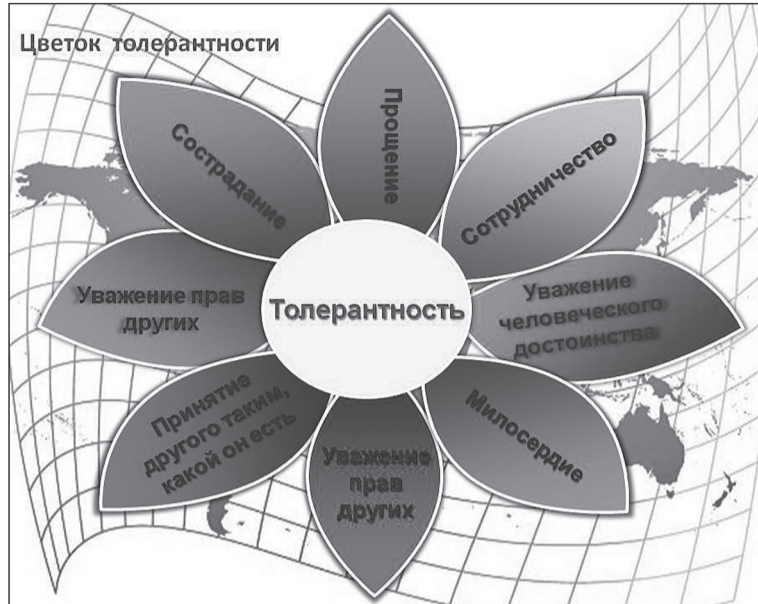 Цветок толерантности
Прощение
Сострадание
Сотрудничество
Уважение прав
других
Толерантность
Уважение
человеческого
достоинства
Принятие
другого таким,
какой он есть
Уважение
прав
других
Милосердие